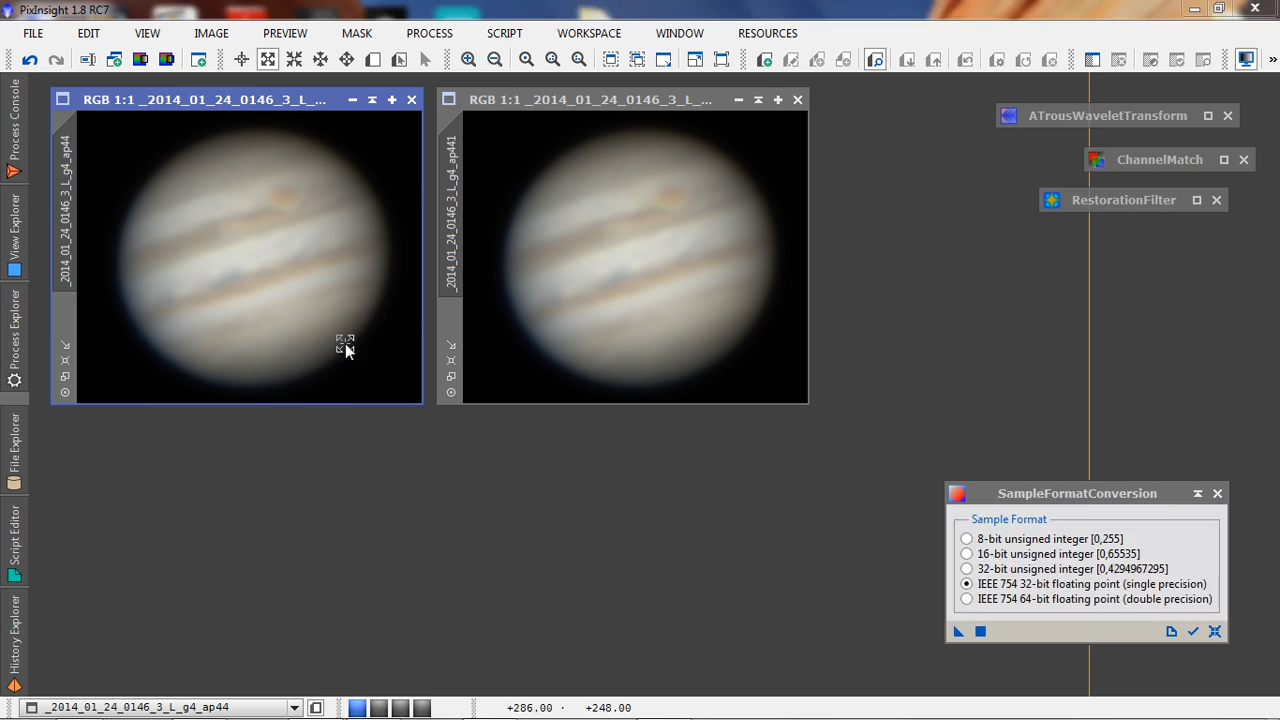 PixInsight 1.8 RC7
FILE EDIT VIEW IMAGE PREVIEW MASK PROCESS SCRIPT WORKSPACE WINDOW RESOURCES
»
Process Console
View Explorer
Process Explorer
File Explorer
Script Editor
History Explorer
RGB 1:1 _2014_01_24_0146_3_L_...
_2014_01_24_0146_3_L_g4_ap44
RGB 1:1 _2014_01_24_0146_3_L_...
_2014_01_24_0146_3_L_g4_ap441
ATrousWaveletTransform
ChannelMatch
RestorationFilter
SampleFormatConversion
Sample Format
8-bit unsigned integer [0,255]
16-bit unsigned integer [0,65535]
32-bit unsigned integer [0,4294967295]
IEEE 754 32-bit floating point (single precision)
IEEE 754 64-bit floating point (double precision)
_2014_01_24_0146_3_L_g4_ap44
+286.00 · +248.00